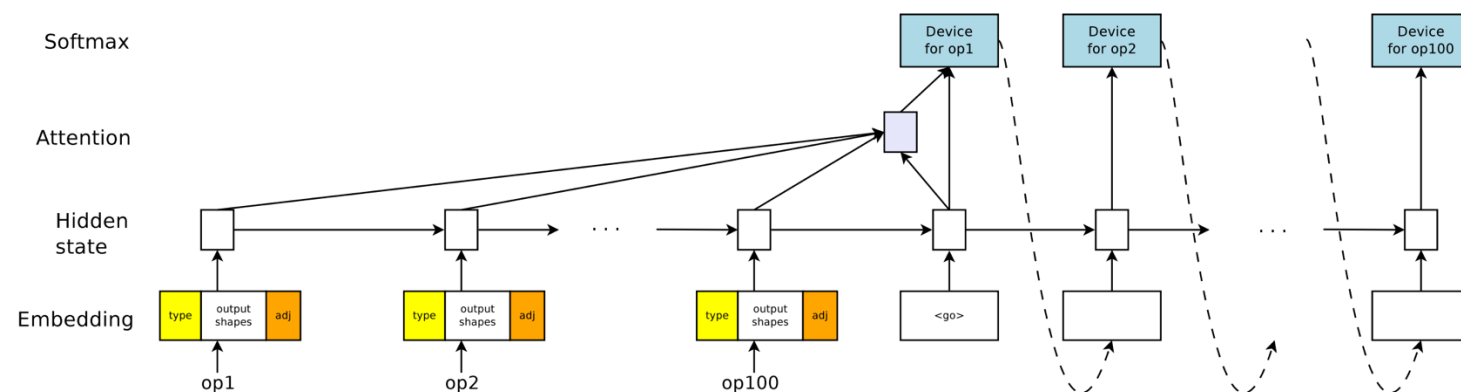 Softmax
Device
for op1
Device
for op2
Device
for op100
Attention
Hidden
state
. . .
. . .
Embedding
type
output
shapes
adj
type
output
shapes
adj
type
output
shapes
adj
<go>
op1
op2
op100